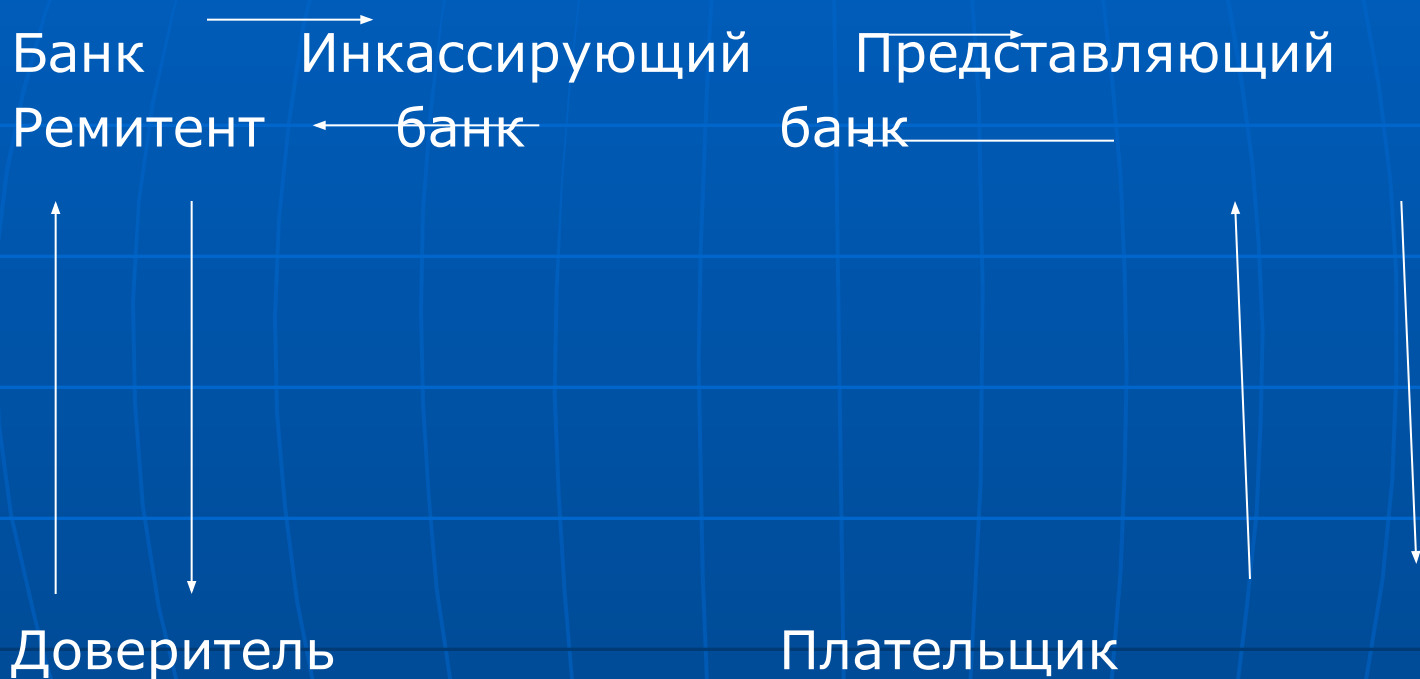 Банк Инкассирующий Представляющий
Ремитент банк банк
Доверитель Плательщик